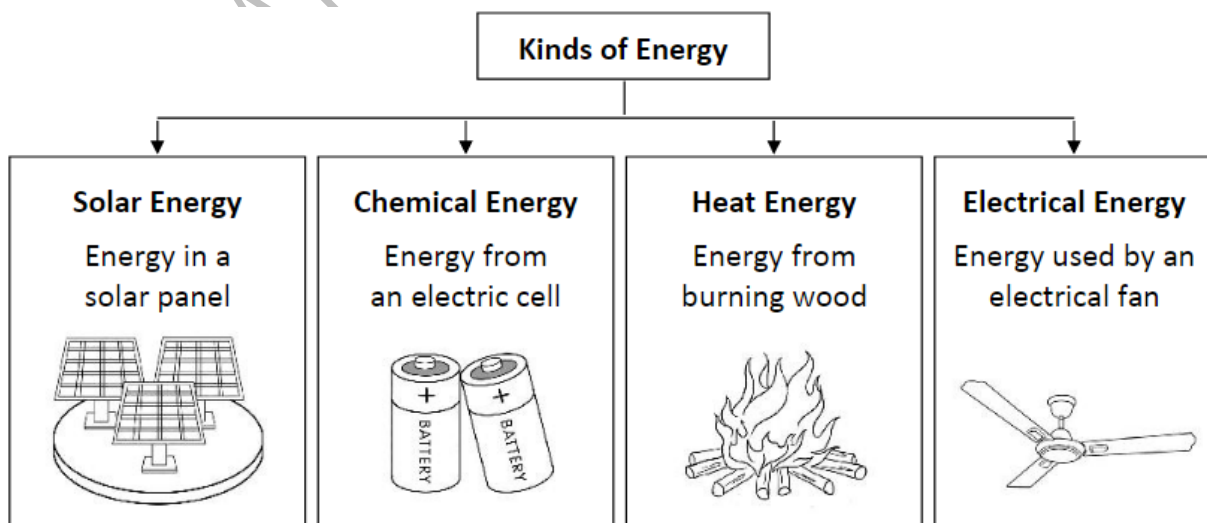 Kinds of Energy
Solar Energy
Energy in a
solar panel
Chemical Energy
Energy from
an electric cell
BATTERY
BATTERY
Heat Energy
Energy from
burning wood
Electrical Energy
Energy used by an
electrical fan